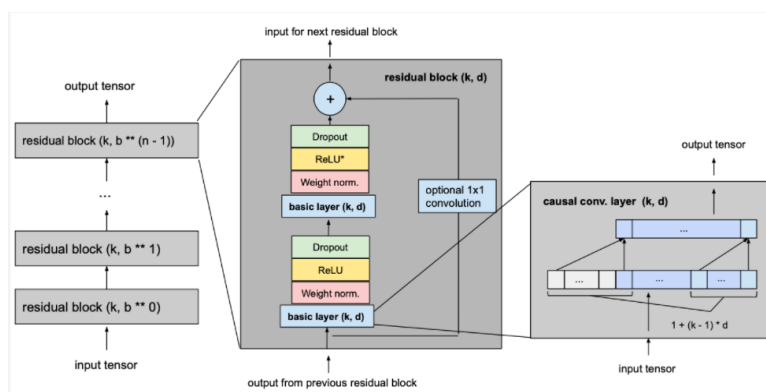 output tensor
residual block (k, b ** (n - 1))
...
residual block (k, b ** 1)
residual block (k, b ** 0)
input tensor
input for next residual block
residual block (k, d)
+
Dropout
ReLU*
Weight norm.
basic layer (k, d)
optional 1x1
convolution
Dropout
ReLU
Weight norm.
basic layer (k, d)
output from previous residual block
output tensor
causal conv. layer (k, d)
...
... ... ...
1 + (k - 1) * d
input tensor